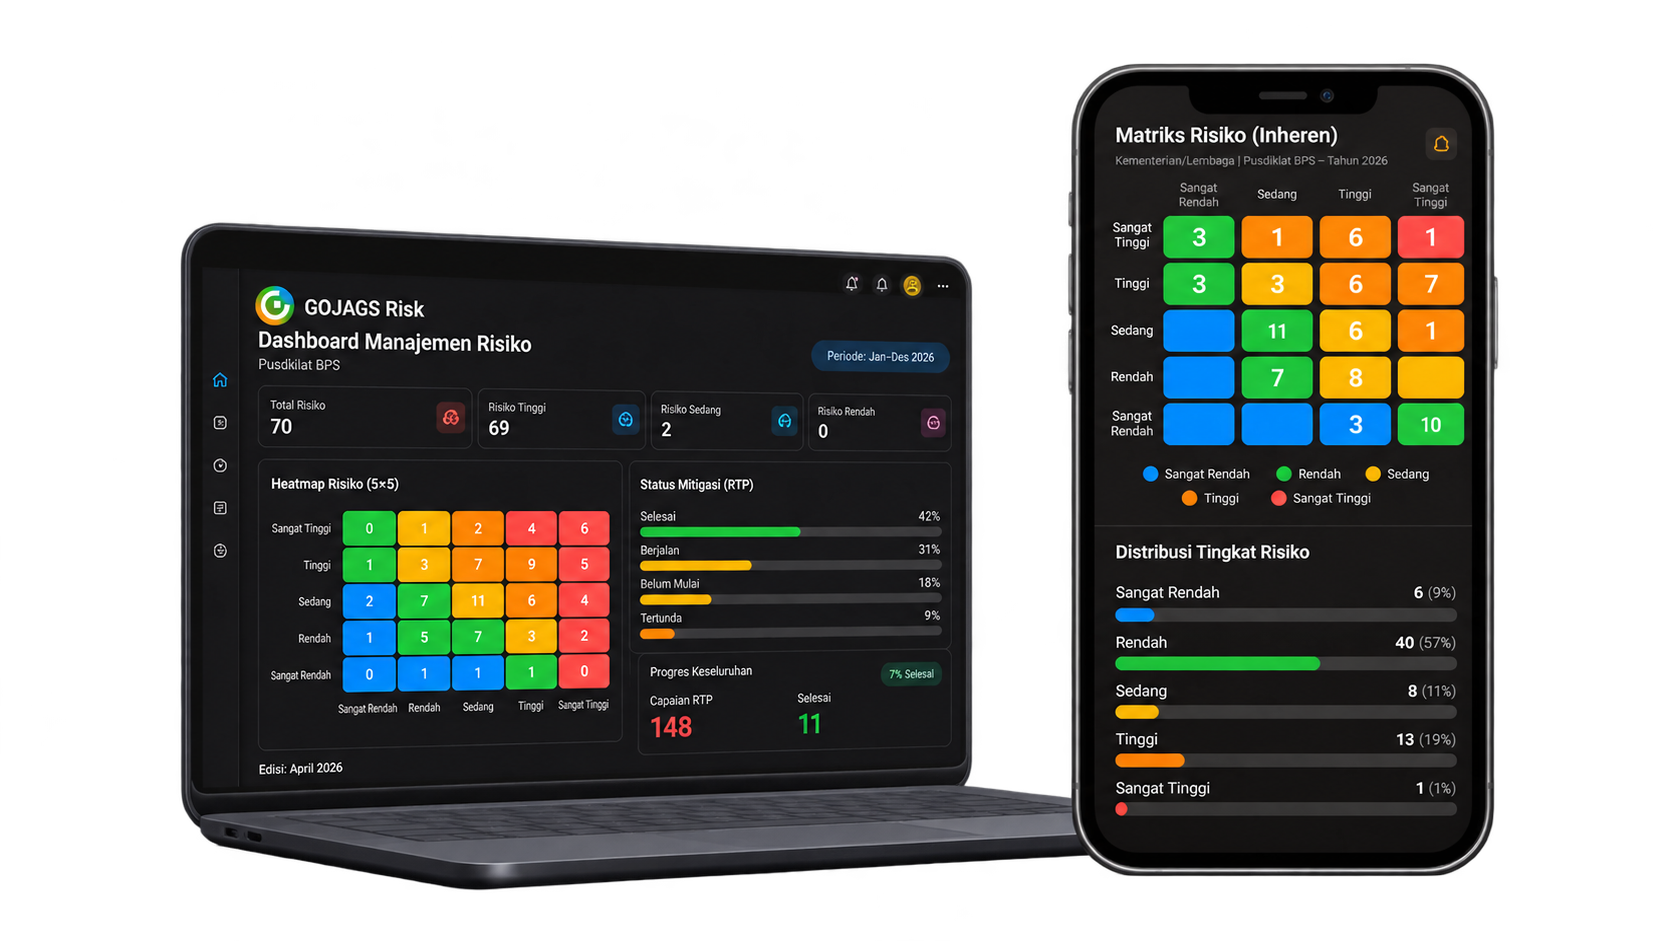 GOJAGS Risk
Dashboard Manajemen Risiko
Pusdkilat BPS
Periode: Jan–Des 2026
Total Risiko
70
Risiko Tinggi
69
Risiko Sedang
2
Risiko Rendah
0
Heatmap Risiko (5×5)
Sangat Tinggi 0 1 2 4 6
Tinggi 1 3 7 9 5
Sedang 2 7 11 6 4
Rendah 1 5 7 3 2
Sangat Rendah 0 1 1 1 0
Sangat Rendah Rendah Sedang Tinggi Sangat Tinggi
Edisi: April 2026
Status Mitigasi (RTP)
Selesai 42%
Berjalan 31%
Belum Mulai 18%
Tertunda 9%
Progres Keseluruhan
7% Selesai
Capaian RTP
148
Selesai
11
Matriks Risiko (Inheren)
Kementerian/Lembaga | Pusdiklat BPS – Tahun 2026
Sangat Rendah Sedang Tinggi Sangat Tinggi
Sangat Tinggi 3 1 6 1
Tinggi 3 3 6 7
Sedang 11 6 1
Rendah 7 8
Sangat Rendah 3 10
Sangat Rendah Rendah Sedang
Tinggi Sangat Tinggi
Distribusi Tingkat Risiko
Sangat Rendah 6 (9%)
Rendah 40 (57%)
Sedang 8 (11%)
Tinggi 13 (19%)
Sangat Tinggi 1 (1%)